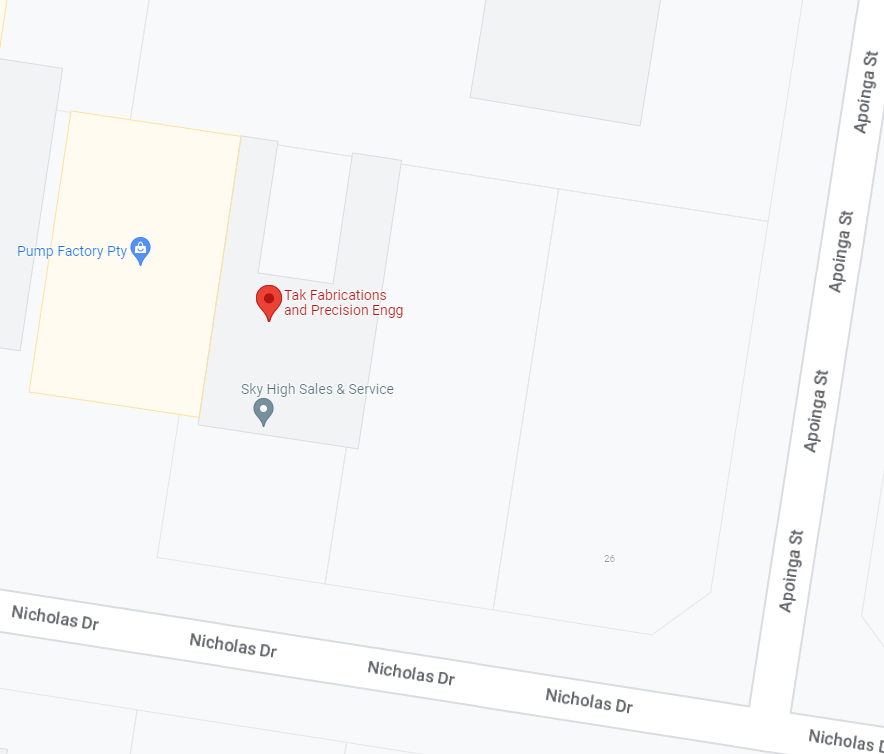 Apoinga St
Apoinga St
Pump Factory Pty
Tak Fabrications
and Precision Engg
Sky High Sales & Service
Apoinga St
26
Apoinga St
Nicholas Dr
Nicholas Dr
Nicholas Dr
Nicholas Dr
Nicholas D